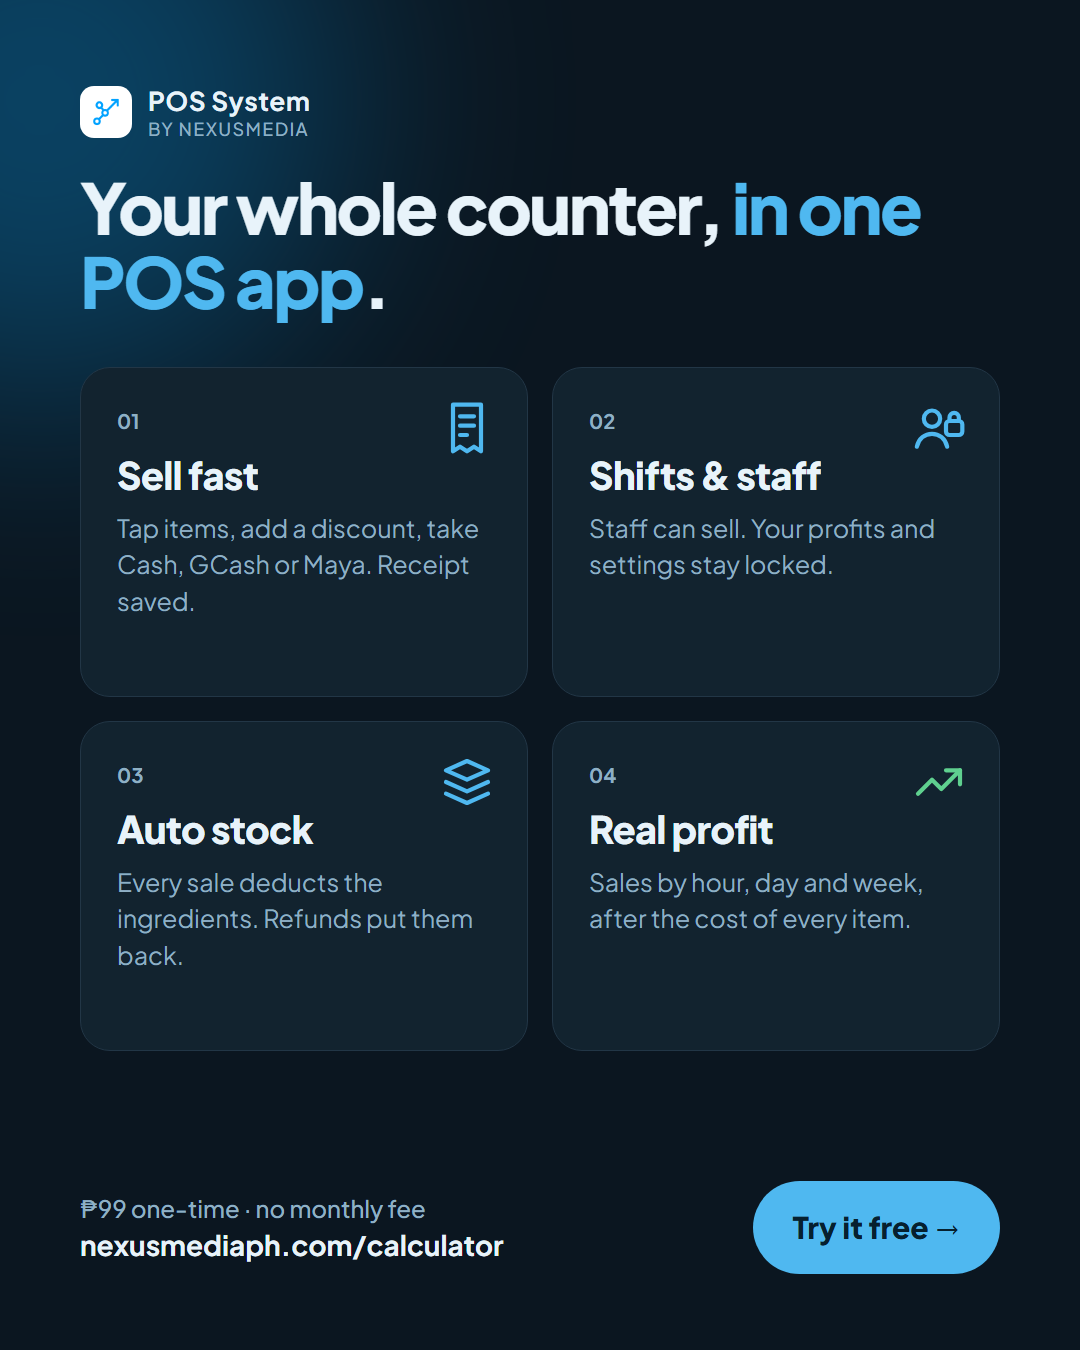 POS System
BY NEXUSMEDIA
Your whole counter, in one
POS app.
01
Sell fast
Tap items, add a discount, take
Cash, GCash or Maya. Receipt
saved.
02
Shifts & staff
Staff can sell. Your profits and
settings stay locked.
03
Auto stock
Every sale deducts the
ingredients. Refunds put them
back.
04
Real profit
Sales by hour, day and week,
after the cost of every item.
₱99 one-time · no monthly fee
nexusmediaph.com/calculator
Try it free →